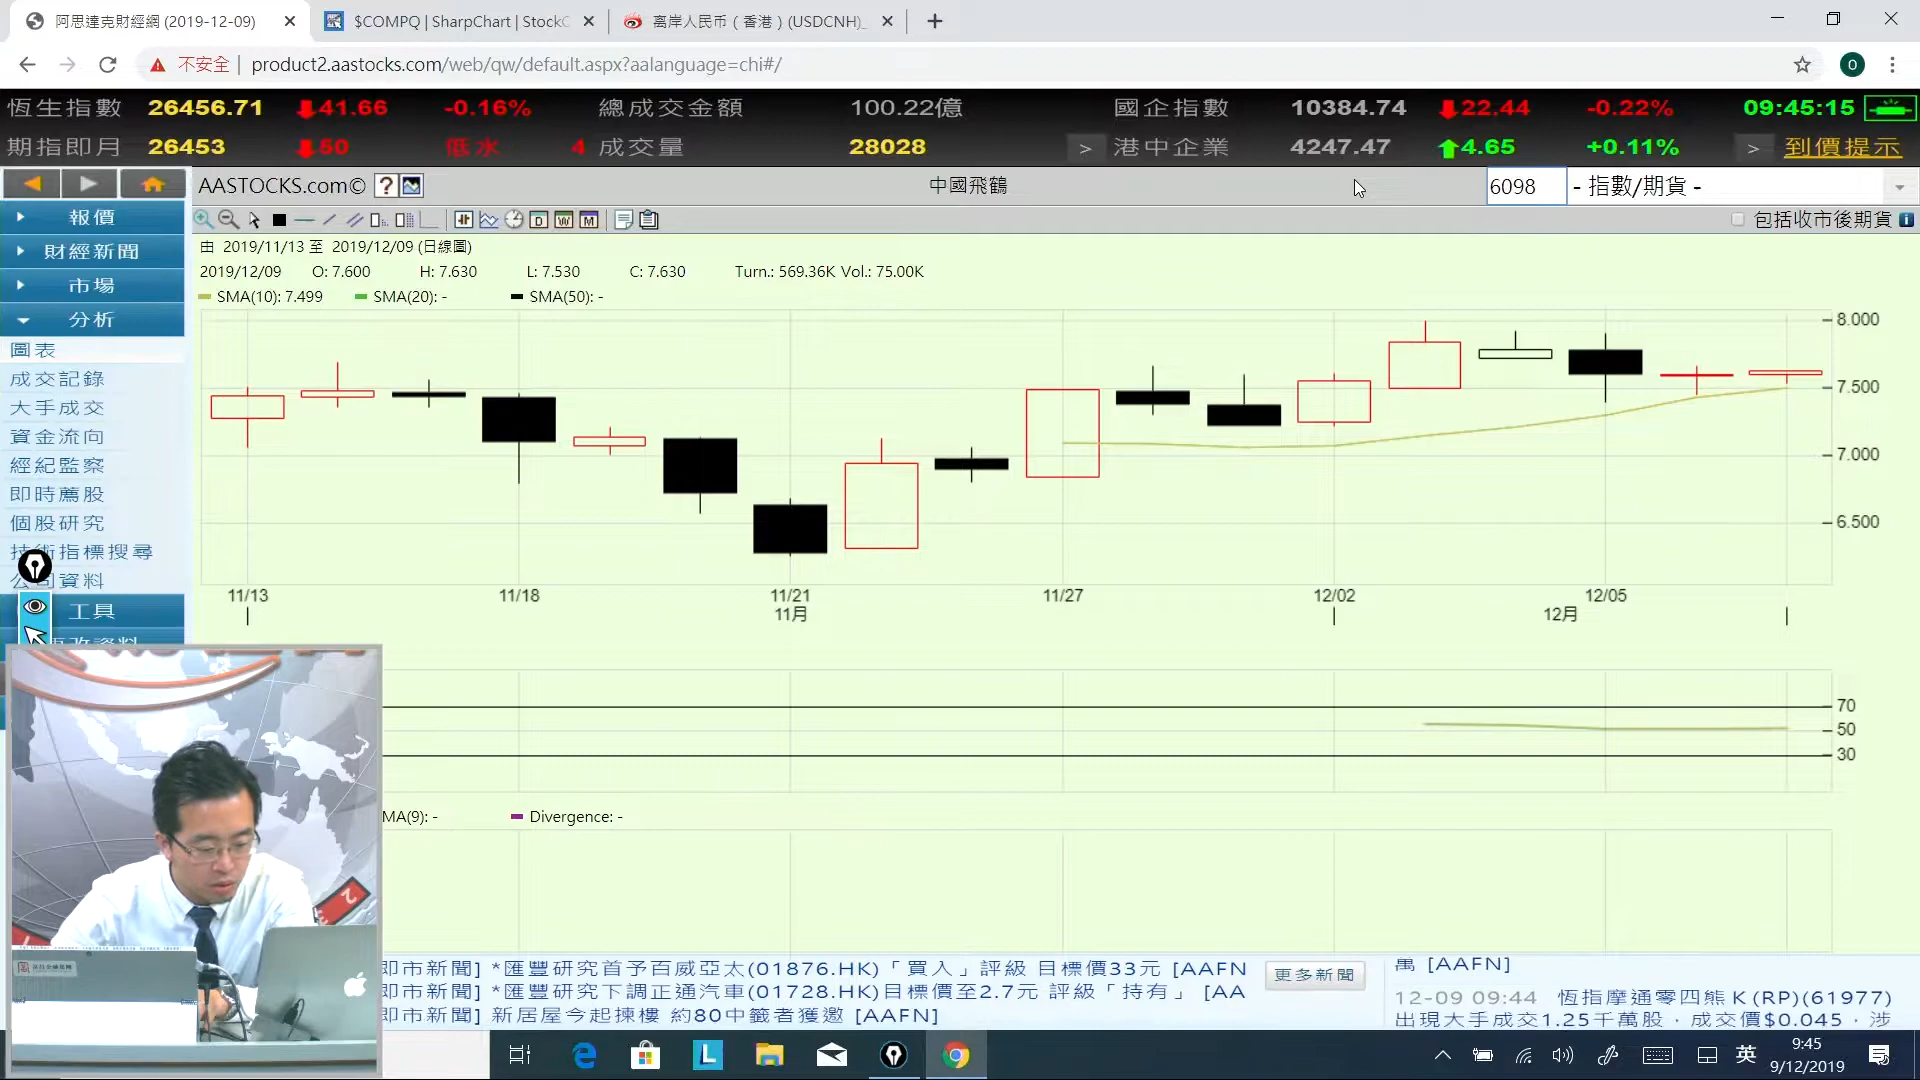 阿思達克財經網 (2019-12-09)
$COMPQ | SharpChart | StockC
离岸人民币（香港）(USDCNH)_
不安全 | product2.aastocks.com/web/qw/default.aspx?aalanguage=chi#/
O
恆生指數 26456.71 41.66 -0.16% 總成交金額 100.22億 國企指數 10384.74 22.44 -0.22% 09:45:15
期指即月 26453 50 低水 4 成交量 28028 > 港中企業 4247.47 4.65 +0.11% > 到價提示
AASTOCKS.com© ? 中國飛鶴 6098 - 指數/期貨 -
D W M 包括收市後期貨 i
報價
財經新聞
市場
分析
圖表
成交記錄
大手成交
資金流向
經紀監察
即時薦股
個股研究
技術指標搜尋
公司資料
工具
由 2019/11/13 至 2019/12/09 (日線圖)
2019/12/09 O: 7.600 H: 7.630 L: 7.530 C: 7.630 Turn.: 569.36K Vol.: 75.00K
SMA(10): 7.499 SMA(20): - SMA(50): -
8.000
7.500
7.000
6.500
11/13 11/18 11/21 11/27 12/02 12/05
11月 12月
70
50
30
MA(9): - Divergence: -
即市新聞] *匯豐研究首予百威亞太(01876.HK)「買入」評級 目標價33元 [AAFN
即市新聞] *匯豐研究下調正通汽車(01728.HK)目標價至2.7元 評級「持有」 [AA
即市新聞] 新居屋今起揀樓 約80中籤者獲邀 [AAFN]
更多新聞
萬 [AAFN]
12-09 09:44 恆指摩通零四熊K(RP)(61977)
出現大手成交1.25千萬股，成交價$0.045，涉
英
9:45
9/12/2019